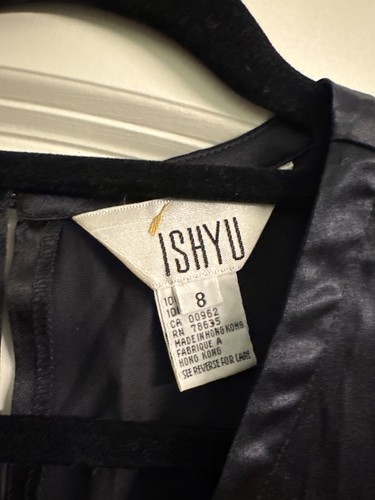 ISHYU
8
CA 00962
RN 78635
MADE IN HONG KONG
FABRIQUE A
HONG KONG
SEE REVERSE FOR CARE